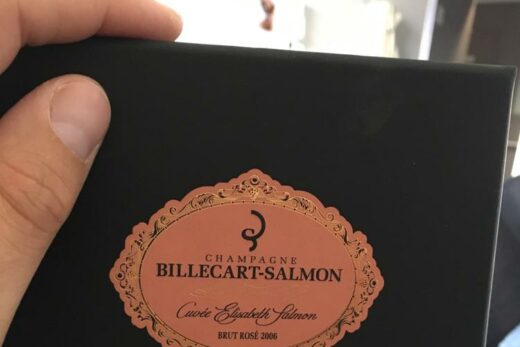 CHAMPAGNE
BILLECART-SALMON
Cuvée Elisabeth Salmon
BRUT ROSÉ 2006